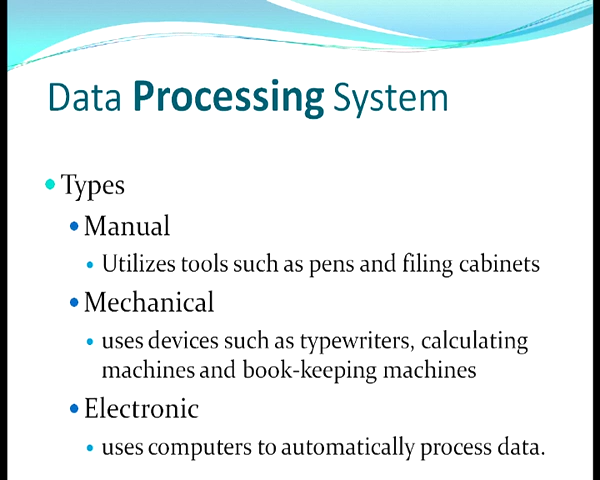 Data Processing System
Types
Manual
Utilizes tools such as pens and filing cabinets
Mechanical
uses devices such as typewriters, calculating
machines and book-keeping machines
Electronic
uses computers to automatically process data.